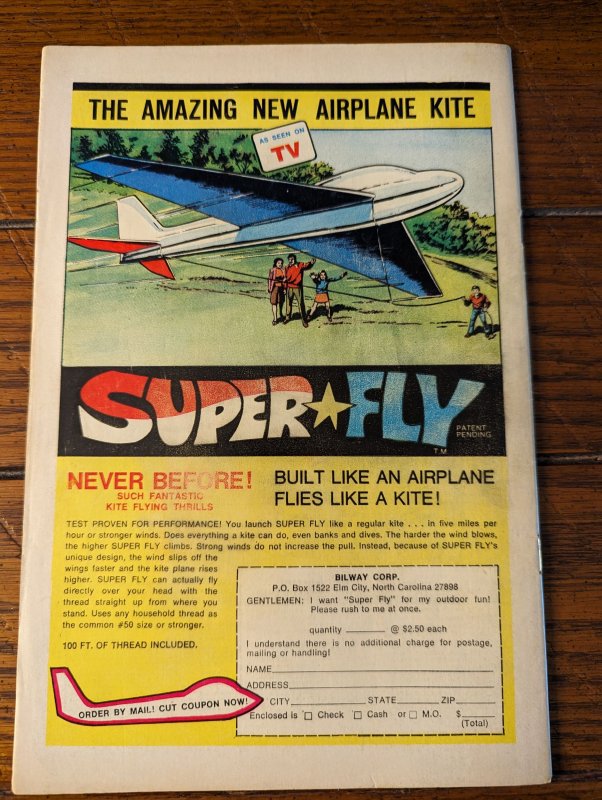 THE AMAZING NEW AIRPLANE KITE
AS SEEN ON
TV
SUPER★FLY
PATENT
PENDING
T.M.
NEVER BEFORE!
SUCH FANTASTIC
KITE FLYING THRILLS
BUILT LIKE AN AIRPLANE
FLIES LIKE A KITE!
TEST PROVEN FOR PERFORMANCE! You launch SUPER FLY like a regular kite . . . in five miles per
hour or stronger winds. Does everything a kite can do, even banks and dives. The harder the wind blows,
the higher SUPER FLY climbs. Strong winds do not increase the pull. Instead, because of SUPER FLY's
unique design, the wind slips off the
wings faster and the kite plane rises
higher. SUPER FLY can actually fly
directly over your head with the
thread straight up from where you
stand. Uses any household thread as
the common #50 size or stronger.
100 FT. OF THREAD INCLUDED.
ORDER BY MAIL! CUT COUPON NOW!
BILWAY CORP.
P.O. Box 1522 Elm City, North Carolina 27898
GENTLEMEN: I want "Super Fly" for my outdoor fun!
Please rush to me at once.
quantity ______ @ $2.50 each
I understand there is no additional charge for postage,
mailing or handling!
NAME
ADDRESS
CITY STATE ZIP
Enclosed is □ Check □ Cash or □ M.O. $
(Total)